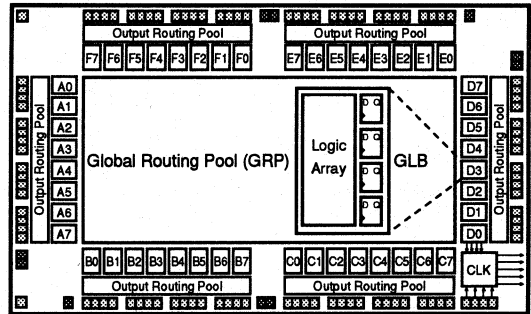 Output Routing Pool Output Routing Pool
F7 F6 F5 F4 F3 F2 F1 F0 E7 E6 E5 E4 E3 E2 E1 E0
Output Routing Pool
A0
A1
A2
A3
A4
A5
A6
A7
Global Routing Pool (GRP)
Logic
Array
GLB
D7
D6
D5
D4
D3
D2
D1
D0
Output Routing Pool
CLK
B0 B1 B2 B3 B4 B5 B6 B7 C0 C1 C2 C3 C4 C5 C6 C7
Output Routing Pool Output Routing Pool